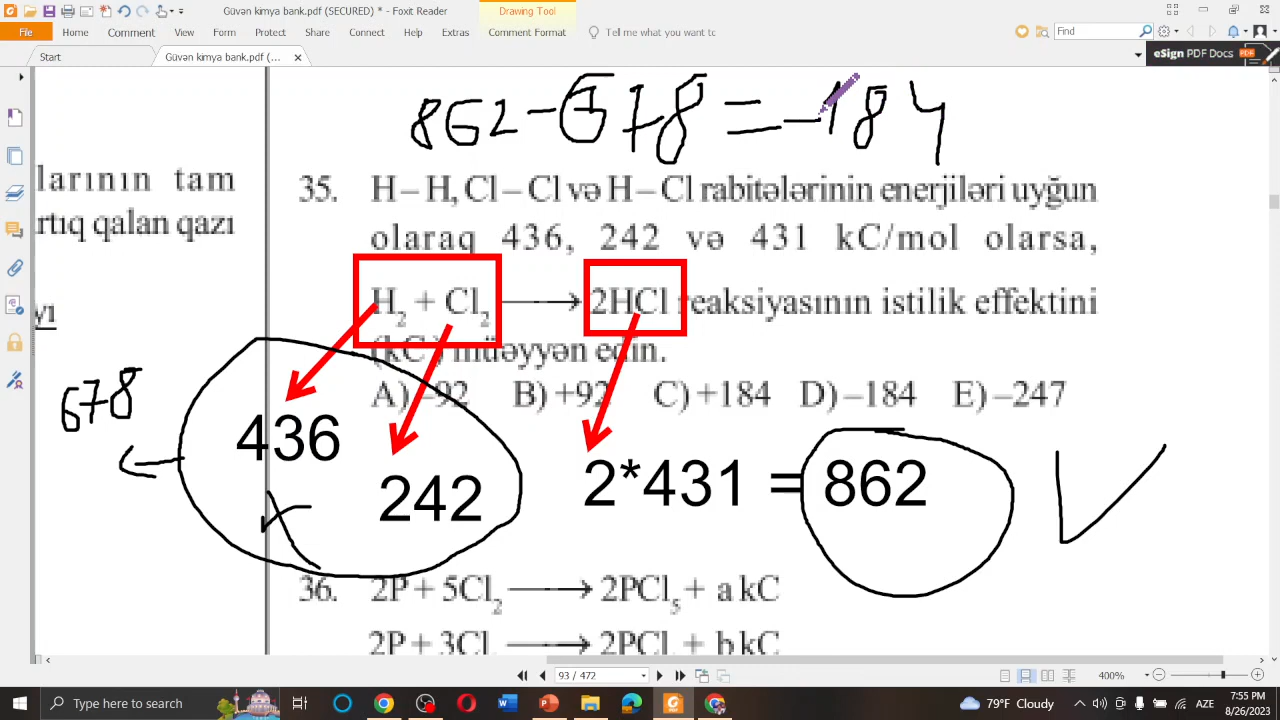 Güvən kimya bank.pdf (SECURED) * - Foxit Reader
Drawing Tool
File Home Comment View Form Protect Share Connect Help Extras Comment Format Tell me what you want to do
Find
Start
Güvən kimya bank.pdf (...
eSign PDF Docs
862-678=-184
larının tam
35. H – H, Cl – Cl və H – Cl rabitələrinin enerjiləri uyğun
rtıq qalan qazı
olaraq 436, 242 və 431 kC/mol olarsa,
H₂ + Cl₂ ⟶ 2HCl reaksiyasının istilik effektini
yı
(kC) müəyyən edin.
A) –92 B) +92 C) +184 D) –184 E) –247
678
436
242
2*431 = 862
36. 2P + 5Cl₂ ⟶ 2PCl₅ + a kC
2P + 3Cl ⟶ 2PCl + b kC
93 / 472
400%
Type here to search
79°F Cloudy
AZE
7:55 PM
8/26/2023